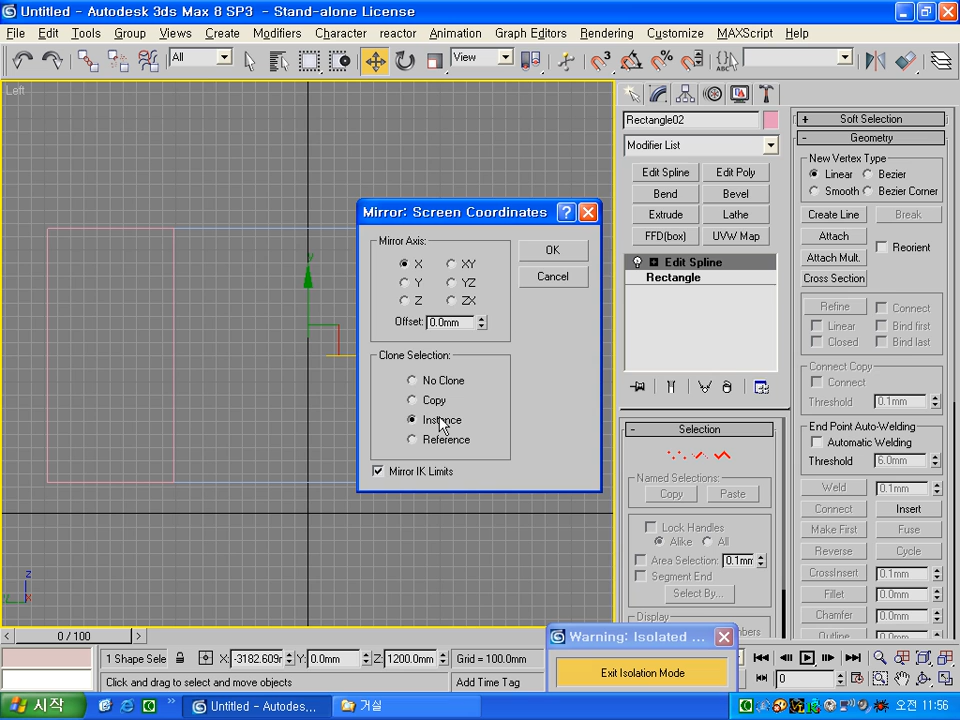 Untitled - Autodesk 3ds Max 8 SP3 - Stand-alone License
File Edit Tools Group Views Create Modifiers Character reactor Animation Graph Editors Rendering Customize MAXScript Help
All View
Left
Rectangle02
Modifier List
Edit Spline Edit Poly
Bend Bevel
Extrude Lathe
FFD(box) UVW Map
Edit Spline
Rectangle
Mirror: Screen Coordinates
Mirror Axis:
X XY
Y YZ
Z ZX
Offset: 0.0mm
OK
Cancel
Clone Selection:
No Clone
Copy
Instance
Reference
Mirror IK Limits
y
z
x
Selection
Named Selections:
Copy Paste
Lock Handles
Alike All
Area Selection: 0.1mm
Segment End
Select By...
Display
Soft Selection
Geometry
New Vertex Type
Linear Bezier
Smooth Bezier Corner
Create Line Break
Attach Reorient
Attach Mult.
Cross Section
Refine Connect
Linear Bind first
Closed Bind last
Connect Copy
Connect
Threshold 0.1mm
End Point Auto-Welding
Automatic Welding
Threshold 6.0mm
Weld 0.1mm
Connect Insert
Make First Fuse
Reverse Cycle
CrossInsert 0.1mm
Fillet 0.0mm
Chamfer 0.0mm
Outline 0.0mm
0 / 100
1 Shape Sele X: -3182.609m Y: 0.0mm Z: 1200.0mm Grid = 100.0mm
Click and drag to select and move objects Add Time Tag
Warning: Isolated ...
Exit Isolation Mode
0
시작 Untitled - Autodes... 거실 오전 11:56